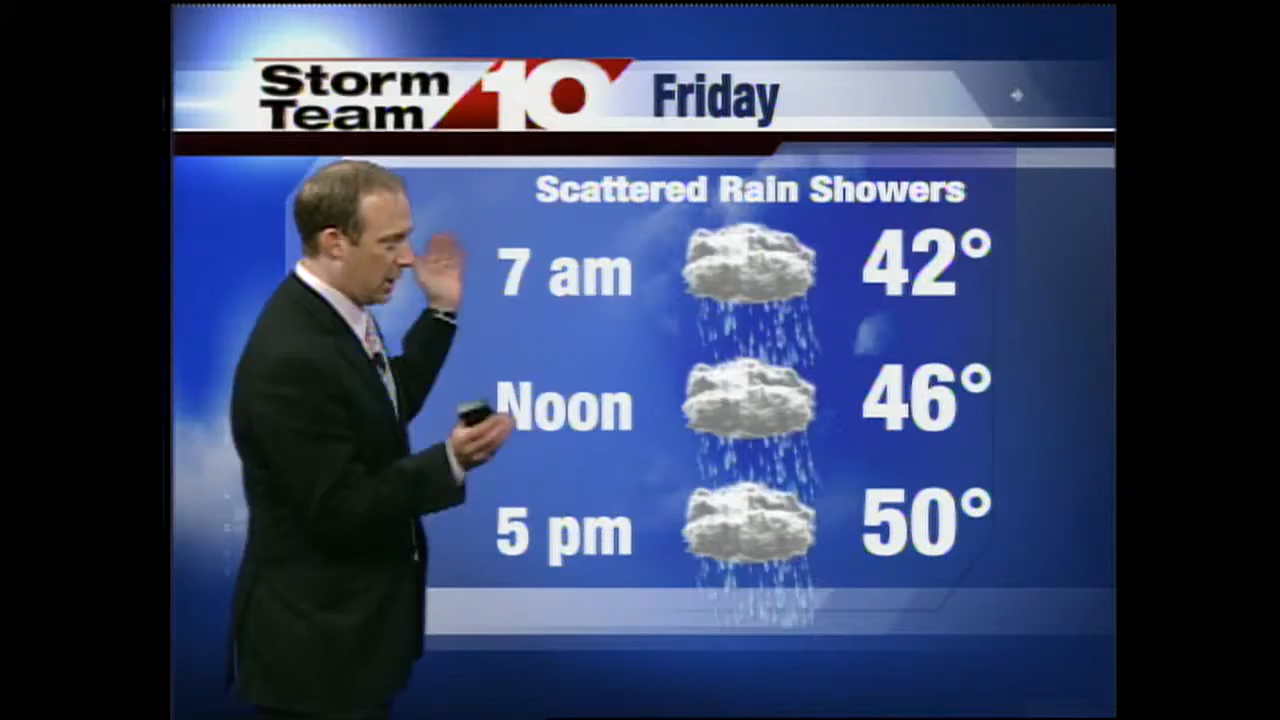 Storm
Team
10
Friday
Scattered Rain Showers
7 am 42°
Noon 46°
5 pm 50°